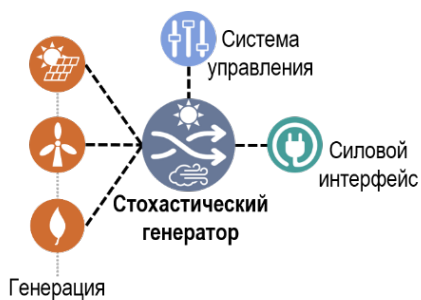 Система
управления
Силовой
интерфейс
Стохастический
генератор
Генерация